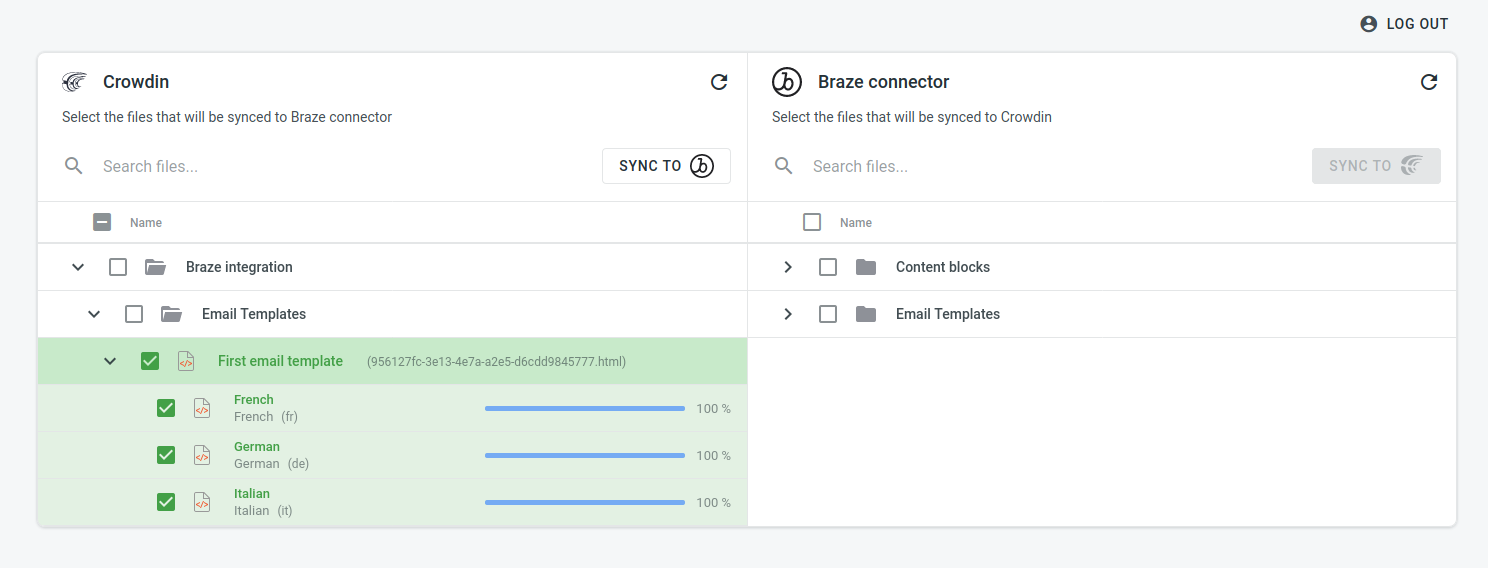 LOG OUT
Crowdin
Select the files that will be synced to Braze connector
Search files...
SYNC TO
Name
Braze integration
Email Templates
First email template (956127fc-3e13-4e7a-a2e5-d6cdd9845777.html)
French
French (fr)
100 %
German
German (de)
100 %
Italian
Italian (it)
100 %
Braze connector
Select the files that will be synced to Crowdin
Search files...
SYNC TO
Name
Content blocks
Email Templates